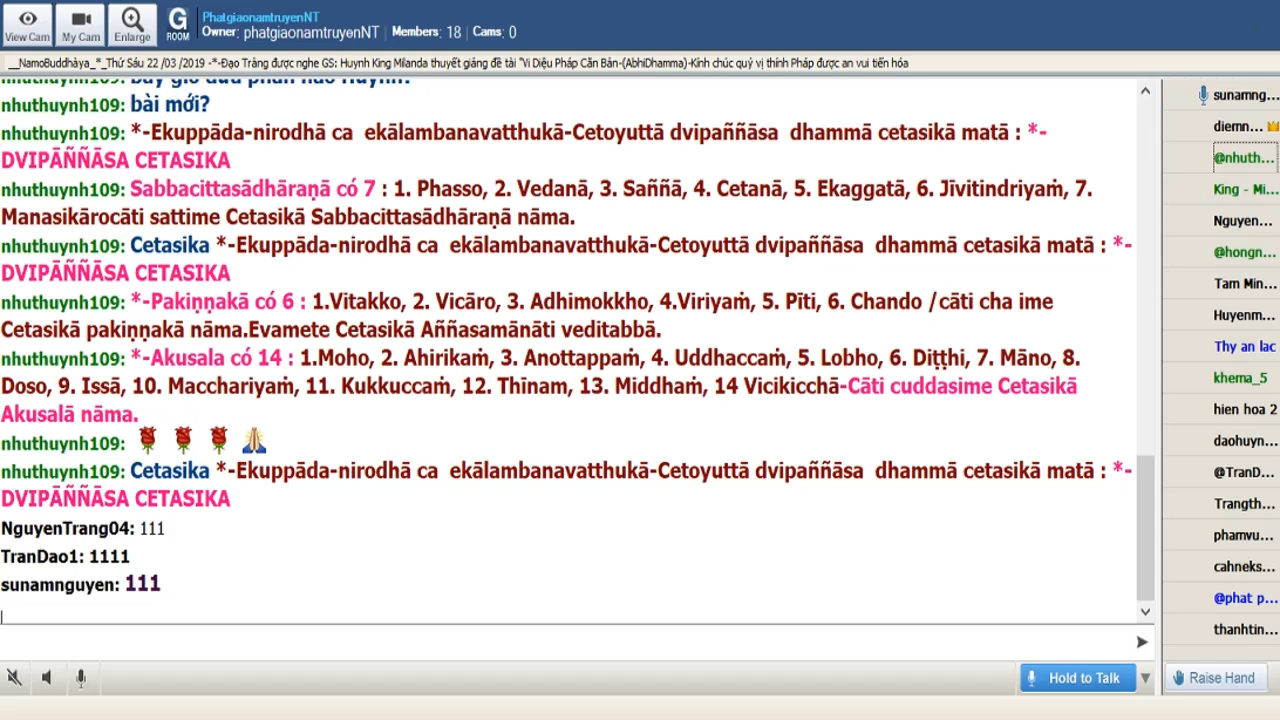 PhatgiaonamtruyenNT
View Cam My Cam Enlarge G ROOM Owner: phatgiaonamtruyenNT | Members: 18 | Cams: 0
__NamoBuddhàya_*_Thứ Sáu 22 /03 /2019 -*-Đạo Tràng được nghe GS: Huynh King Milanda thuyết giảng đề tài "Vi Diệu Pháp Căn Bản-(AbhiDhamma)-Kính chúc quý vị thính Pháp được an vui tiến hóa
nhuthuynh109: bài mới?
nhuthuynh109: *-Ekuppāda-nirodhā ca ekālambanavatthukā-Cetoyuttā dvipaññāsa dhammā cetasikā matā : *-
DVIPĀÑÑĀSA CETASIKA
nhuthuynh109: Sabbacittasādhāraṇā có 7 : 1. Phasso, 2. Vedanā, 3. Saññā, 4. Cetanā, 5. Ekaggatā, 6. Jīvitindriyaṁ, 7.
Manasikārocāti sattime Cetasikā Sabbacittasādhāraṇā nāma.
nhuthuynh109: Cetasika *-Ekuppāda-nirodhā ca ekālambanavatthukā-Cetoyuttā dvipaññāsa dhammā cetasikā matā : *-
DVIPĀÑÑĀSA CETASIKA
nhuthuynh109: *-Pakiṇṇakā có 6 : 1.Vitakko, 2. Vicāro, 3. Adhimokkho, 4.Viriyaṁ, 5. Pīti, 6. Chando /cāti cha ime
Cetasikā pakiṇṇakā nāma.Evamete Cetasikā Aññasamānāti veditabbā.
nhuthuynh109: *-Akusala có 14 : 1.Moho, 2. Ahirikaṁ, 3. Anottappaṁ, 4. Uddhaccaṁ, 5. Lobho, 6. Diṭṭhi, 7. Māno, 8.
Doso, 9. Issā, 10. Macchariyaṁ, 11. Kukkuccaṁ, 12. Thīnam, 13. Middhaṁ, 14 Vicikicchā-Cāti cuddasime Cetasikā
Akusalā nāma.
nhuthuynh109:
nhuthuynh109: Cetasika *-Ekuppāda-nirodhā ca ekālambanavatthukā-Cetoyuttā dvipaññāsa dhammā cetasikā matā : *-
DVIPĀÑÑĀSA CETASIKA
NguyenTrang04: 111
TranDao1: 1111
sunamnguyen: 111
sunamng...
diemn...
@nhuth...
King - Mi...
Nguyen...
@hongn...
Tam Min...
Huyenm...
Thy an lac
khema_5
hien hoa 2
daohuyn...
@TranD...
Trangth...
phamvu...
cahneks...
@phat p...
thanhtin...
Hold to Talk
Raise Hand